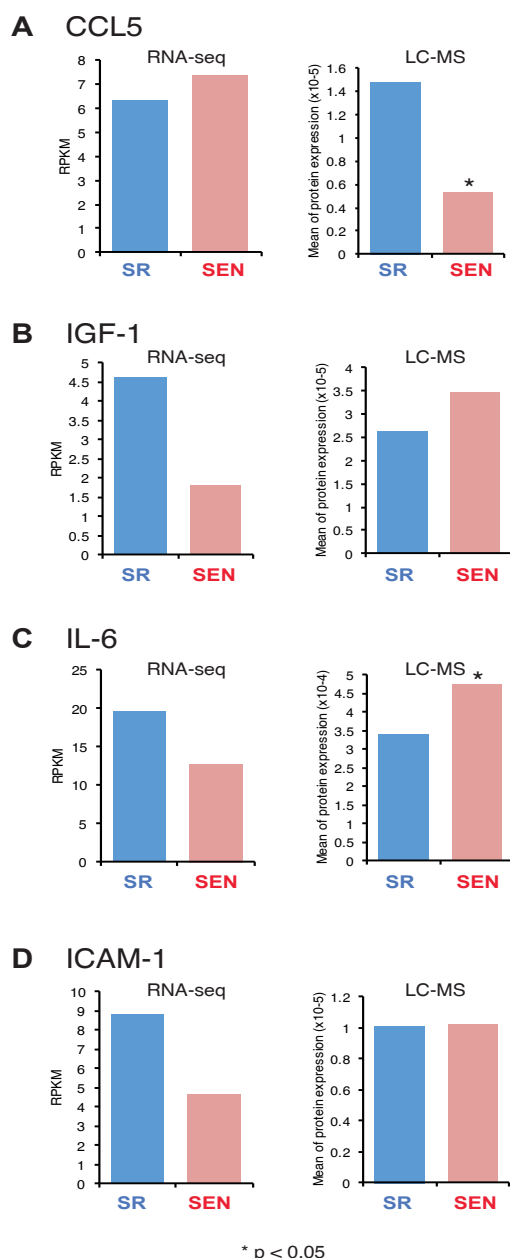 A CCL5
RNA-seq
LC-MS
RPKM
8
7
6
5
4
3
2
1
0
SR SEN
Mean of protein expression (x10-5)
1.6
1.4
1.2
1
0.8
0.6
0.4
0.2
0
*
SR SEN
B IGF-1
RNA-seq
LC-MS
RPKM
5
4.5
4
3.5
3
2.5
2
1.5
1
0.5
0
SR SEN
Mean of protein expression (x10-5)
4
3.5
3
2.5
2
1.5
1
0.5
0
SR SEN
C IL-6
RNA-seq
LC-MS
RPKM
25
20
15
10
5
0
SR SEN
Mean of protein expression (x10-4)
5
4.5
4
3.5
3
2.5
2
1.5
1
0.5
0
*
SR SEN
D ICAM-1
RNA-seq
LC-MS
RPKM
10
9
8
7
6
5
4
3
2
1
0
SR SEN
Mean of protein expression (x10-5)
1.2
1
0.8
0.6
0.4
0.2
0
SR SEN
* p < 0.05